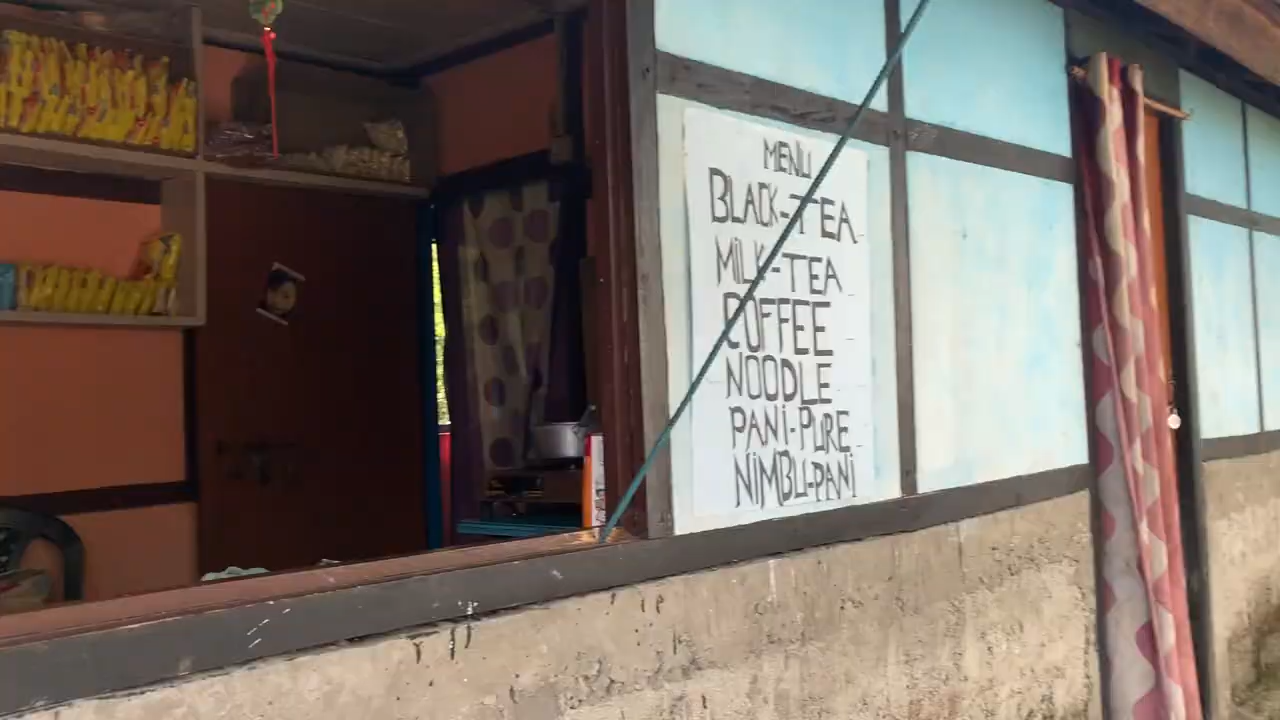 MENU
BLACK-TEA
MiLK-TEA
COFFEE
NOODLE
PANi-PURE
NiMBU-PANi